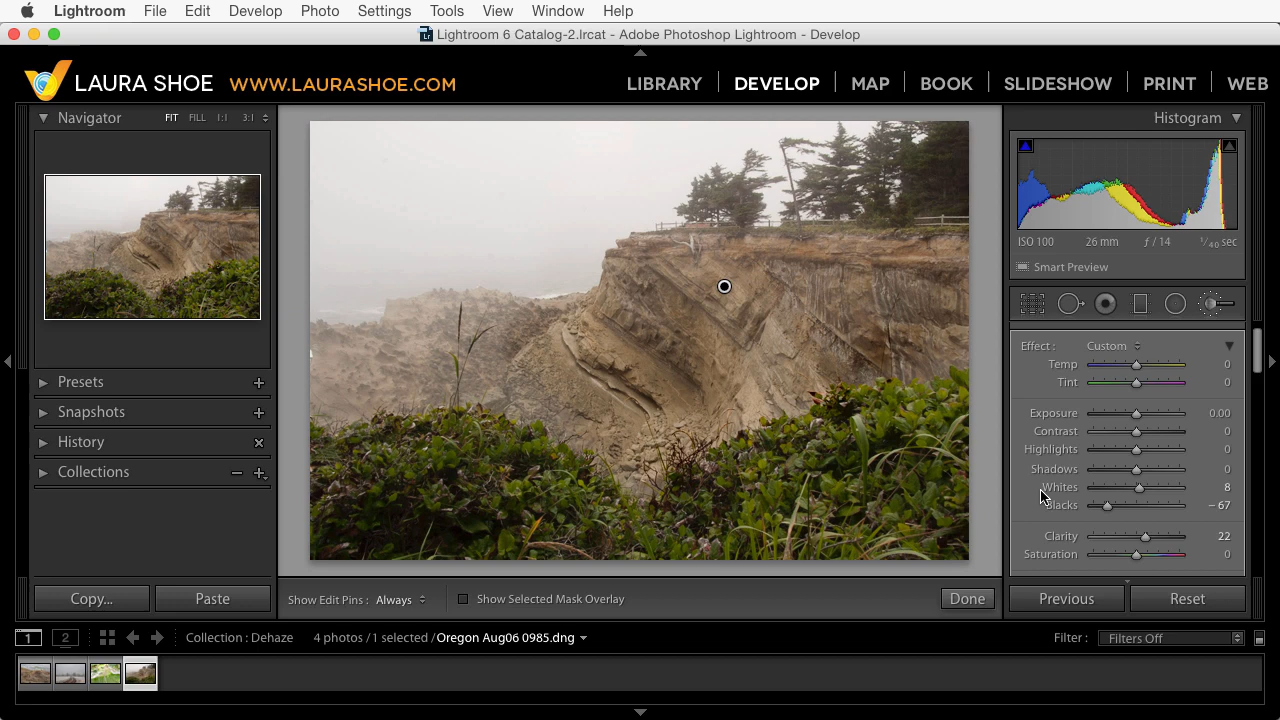 Lightroom File Edit Develop Photo Settings Tools View Window Help
Lr Lightroom 6 Catalog-2.lrcat - Adobe Photoshop Lightroom - Develop
LAURA SHOE WWW.LAURASHOE.COM LIBRARY DEVELOP MAP BOOK SLIDESHOW PRINT WEB
Navigator FIT FILL 1:1 3:1
Histogram
ISO 100 26 mm ƒ / 14 1/40 sec
Smart Preview
Effect : Custom
Temp 0
Tint 0
Exposure 0.00
Contrast 0
Highlights 0
Shadows 0
Whites 8
Blacks – 67
Clarity 22
Saturation 0
Presets
Snapshots
History
Collections
Copy... Paste
Show Edit Pins : Always Show Selected Mask Overlay Done
Previous Reset
1 2 Collection : Dehaze 4 photos / 1 selected / Oregon Aug06 0985.dng Filter : Filters Off